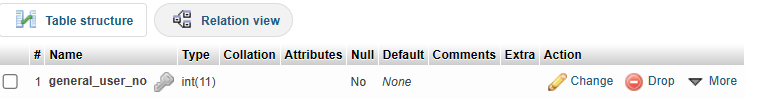 Table structure Relation view
# Name Type Collation Attributes Null Default Comments Extra Action
1 general_user_no int(11) No None Change Drop More